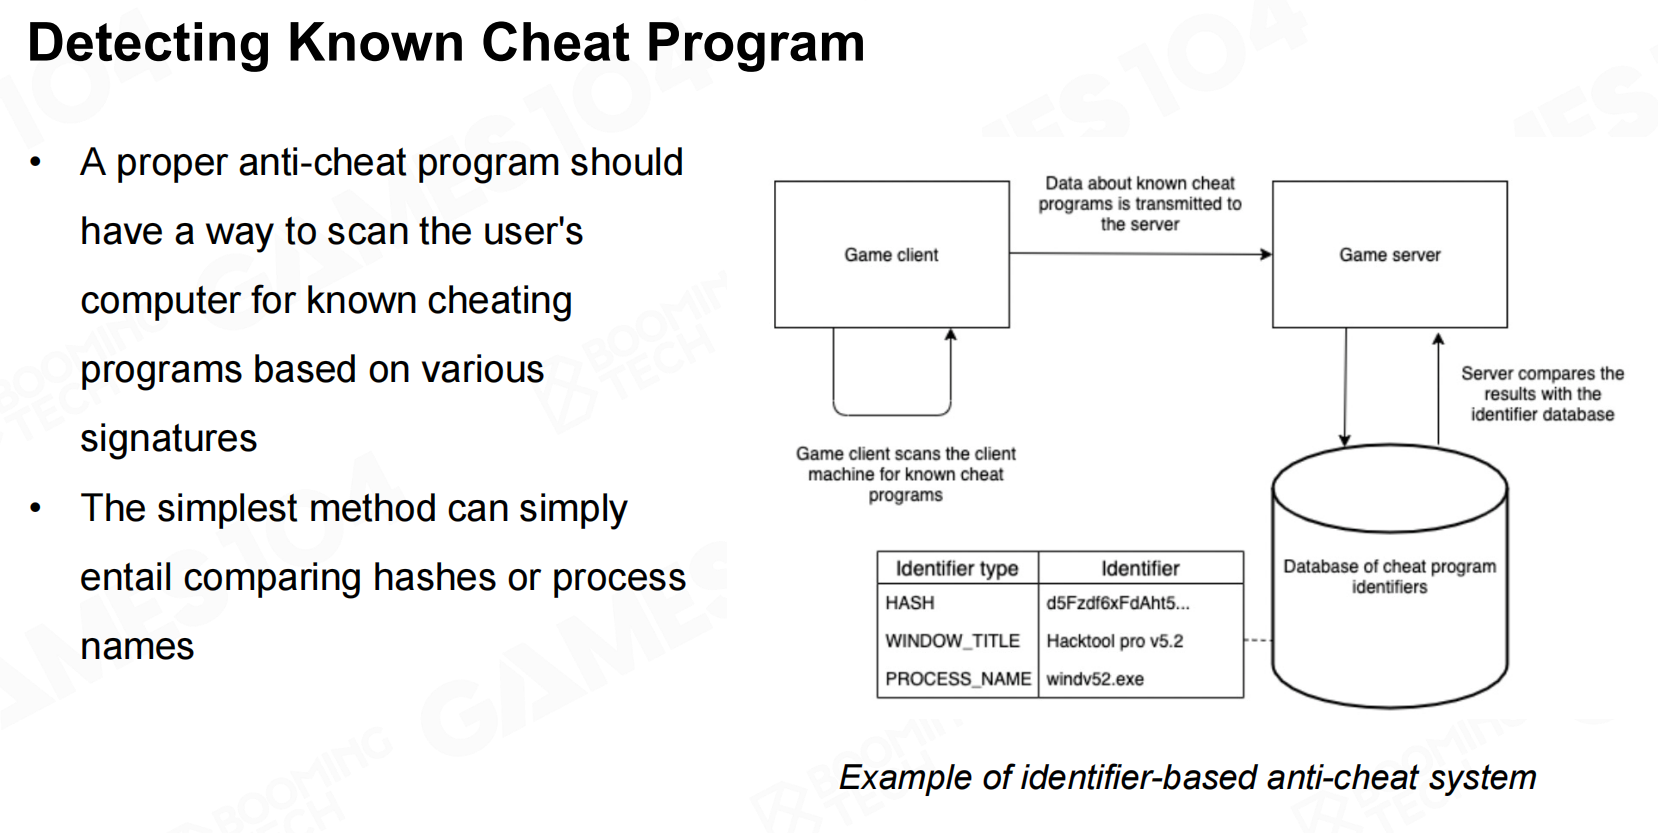 Detecting Known Cheat Program
• A proper anti-cheat program should
have a way to scan the user's
computer for known cheating
programs based on various
signatures
• The simplest method can simply
entail comparing hashes or process
names
Game client
Data about known cheat
programs is transmitted to
the server
Game server
Game client scans the client
machine for known cheat
programs
Server compares the
results with the
identifier database
Identifier type Identifier
HASH d5Fzdf6xFdAht5...
WINDOW_TITLE Hacktool pro v5.2
PROCESS_NAME windv52.exe
Database of cheat program
identifiers
Example of identifier-based anti-cheat system
GAMES104
BOOMING
TECH